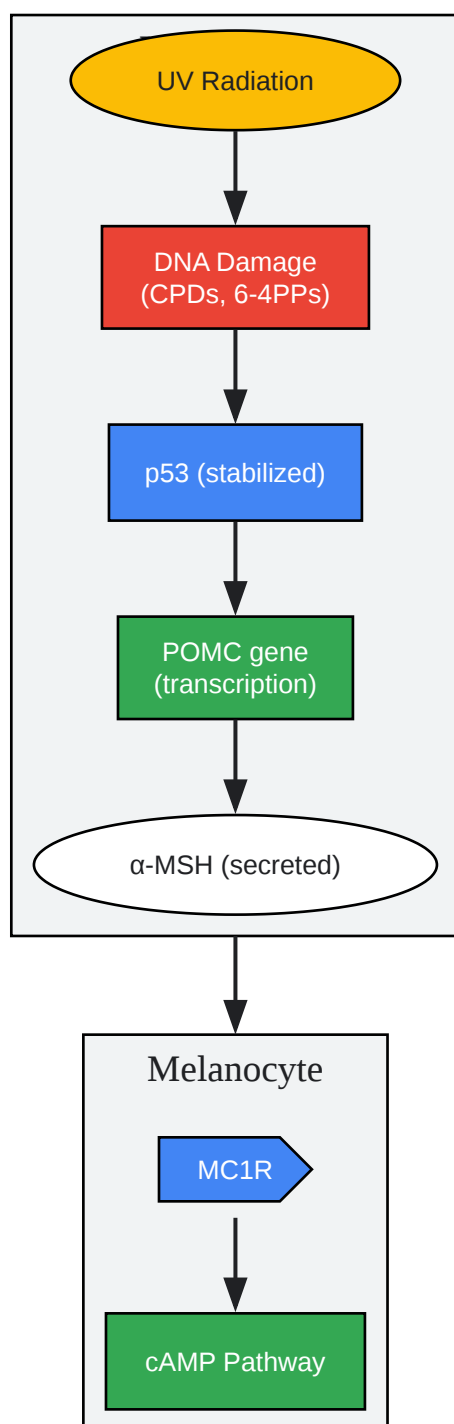 UV Radiation
DNA Damage
(CPDs, 6-4PPs)
p53 (stabilized)
POMC gene
(transcription)
α-MSH (secreted)
Melanocyte
MC1R
cAMP Pathway